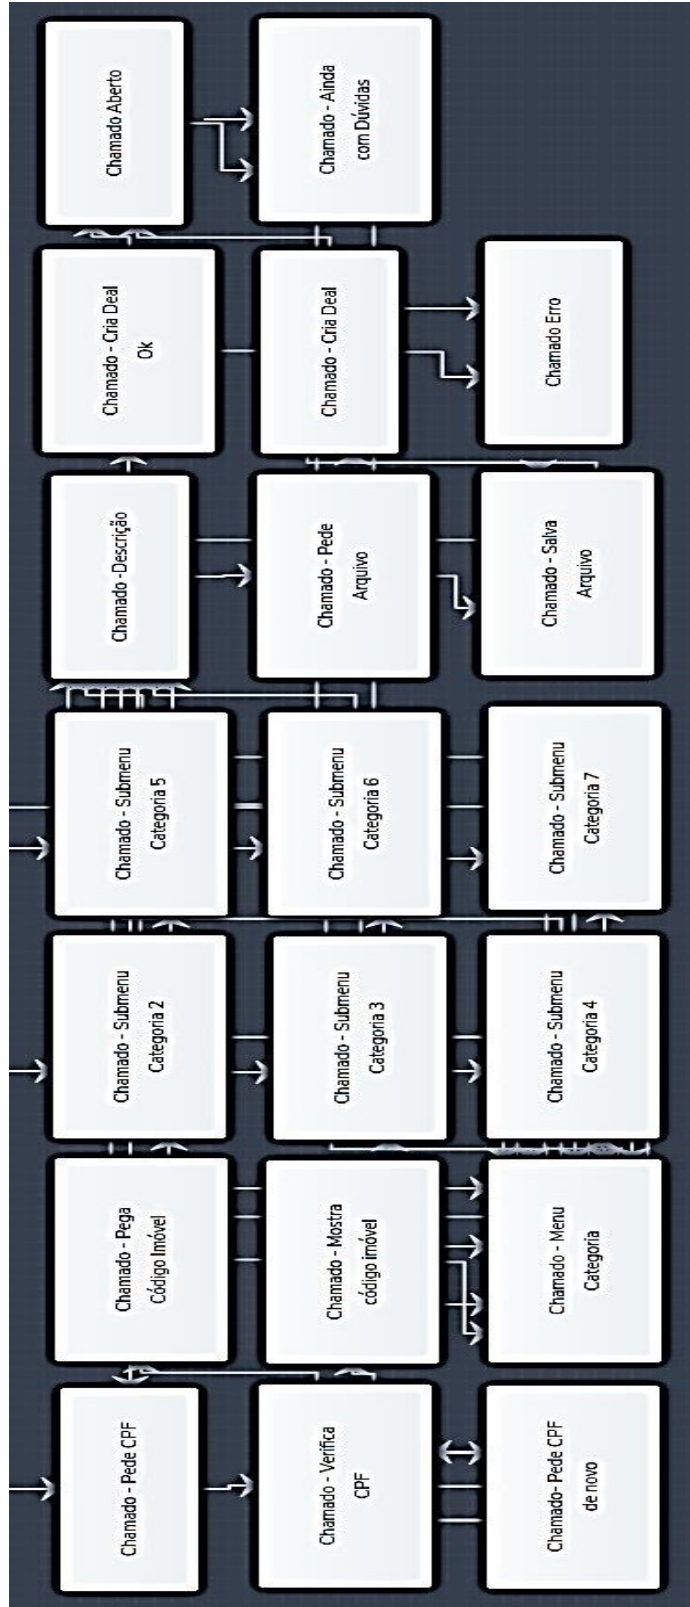 Chamado - Pede CPF
Chamado - Pega
Código Imóvel
Chamado - Submenu
Categoria 2
Chamado - Submenu
Categoria 5
Chamado -Descrição
Chamado - Cria Deal
Ok
Chamado Aberto
Chamado - Verifica
CPF
Chamado - Mostra
código imóvel
Chamado - Submenu
Categoria 3
Chamado - Submenu
Categoria 6
Chamado - Pede
Arquivo
Chamado - Cria Deal
Chamado - Ainda
com Dúvidas
Chamado- Pede CPF
de novo
Chamado - Menu
Categoria
Chamado - Submenu
Categoria 4
Chamado - Submenu
Categoria 7
Chamado - Salva
Arquivo
Chamado Erro